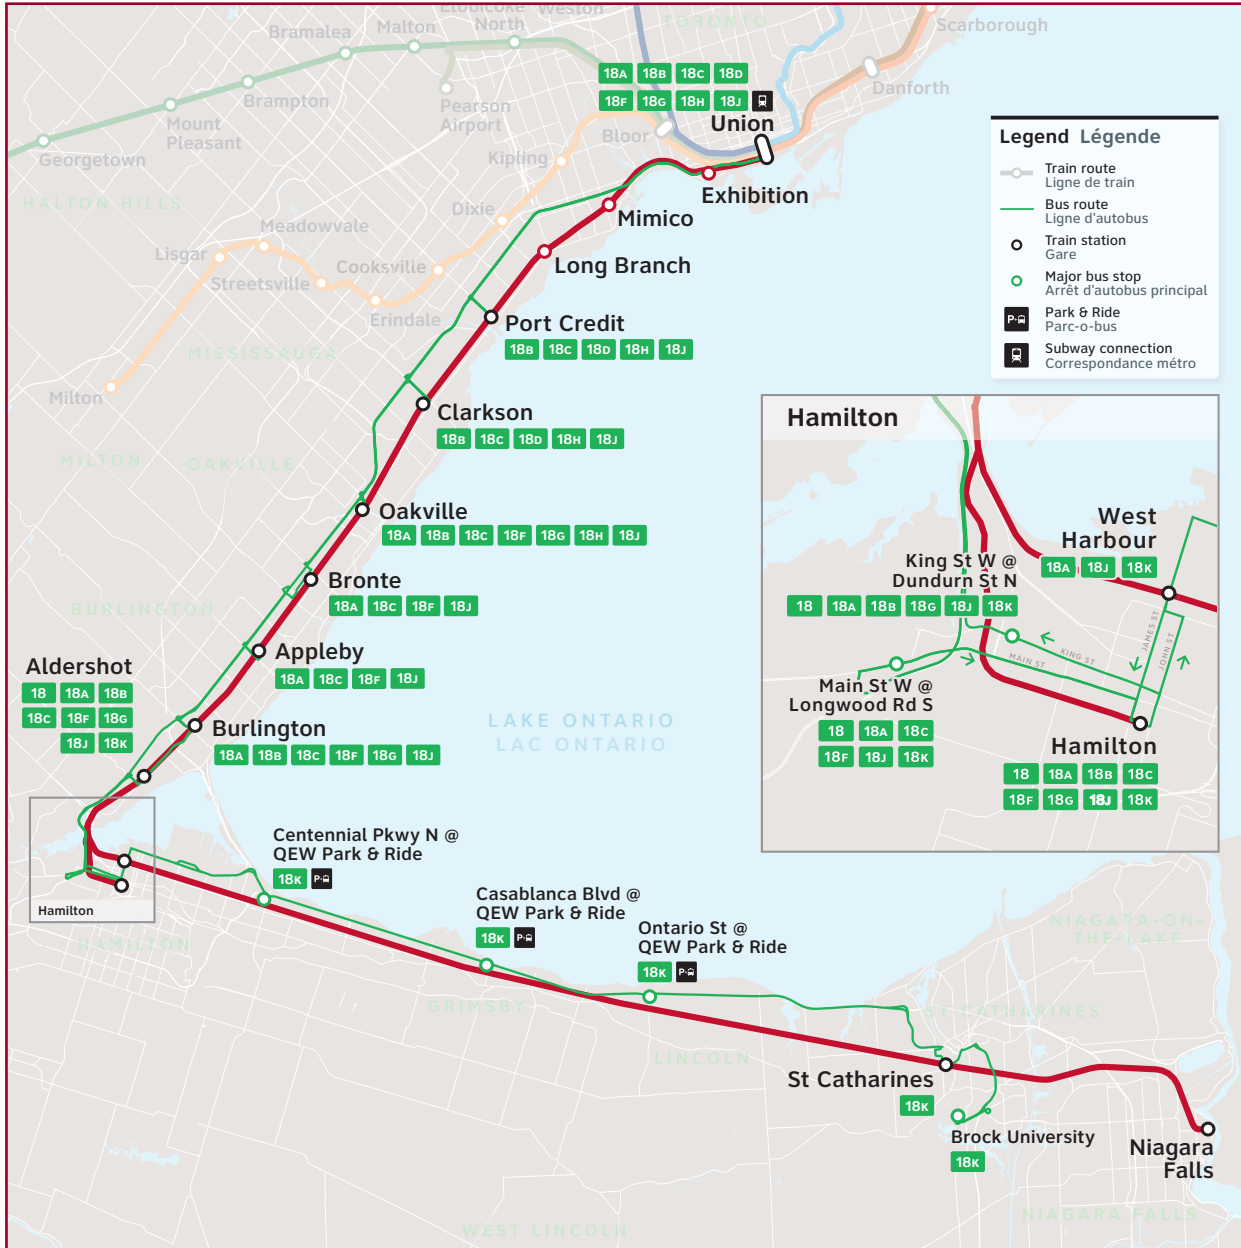 Etobicoke
North
Weston
TORONTO
Bramalea
Malton
Scarborough
Brampton
Mount
Pleasant
Georgetown
Pearson
Airport
Danforth
Bloor
Kipling
HALTON HILLS
18A 18B 18C 18D
18F 18G 18H 18J
Union
Exhibition
Mimico
Long Branch
Dixie
Meadowvale
Lisgar
Streetsville
Cooksville
Erindale
MISSISSAUGA
Milton
MILTON
OAKVILLE
Legend Légende
Train route
Ligne de train
Bus route
Ligne d'autobus
Train station
Gare
Major bus stop
Arrêt d'autobus principal
P
Park & Ride
Parc-o-bus
Subway connection
Correspondance métro
Port Credit
18B 18C 18D 18H 18J
Clarkson
18B 18C 18D 18H 18J
Oakville
18A 18B 18C 18F 18G 18H 18J
Bronte
18A 18C 18F 18J
BURLINGTON
Appleby
18A 18C 18F 18J
Aldershot
18 18A 18B
18C 18F 18G
18J 18K
Burlington
18A 18B 18C 18F 18G 18J
LAKE ONTARIO
LAC ONTARIO
Hamilton
West
Harbour
18A 18J 18K
King St W @
Dundurn St N
18 18A 18B 18G 18J 18K
JAMES ST
JOHN ST
KING ST
MAIN ST
Main St W @
Longwood Rd S
18 18A 18C
18F 18J 18K
Hamilton
18 18A 18B 18C
18F 18G 18J 18K
Hamilton
HAMILTON
Centennial Pkwy N @
QEW Park & Ride
18K P
Casablanca Blvd @
QEW Park & Ride
18K P
Ontario St @
QEW Park & Ride
18K P
GRIMSBY
LINCOLN
NIAGARA-ON-
THE-LAKE
ST CATHARINES
St Catharines
18K
Brock University
18K
Niagara
Falls
WEST LINCOLN
NIAGARA FALLS